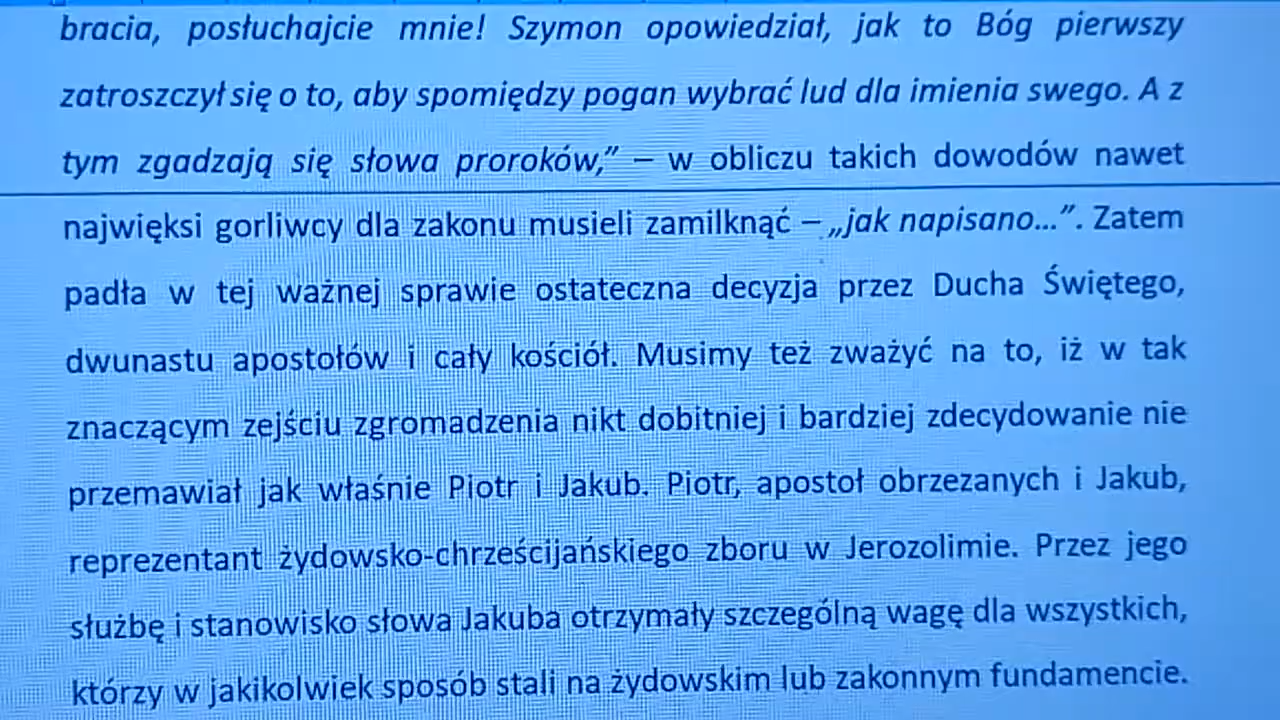 bracia, posłuchajcie mnie! Szymon opowiedział, jak to Bóg pierwszy
zatroszczył się o to, aby spomiędzy pogan wybrać lud dla imienia swego. A z
tym zgadzają się słowa proroków,” – w obliczu takich dowodów nawet
najwięksi gorliwcy dla zakonu musieli zamilknąć – „jak napisano…”. Zatem
padła w tej ważnej sprawie ostateczna decyzja przez Ducha Świętego,
dwunastu apostołów i cały kościół. Musimy też zważyć na to, iż w tak
znaczącym zejściu zgromadzenia nikt dobitniej i bardziej zdecydowanie nie
przemawiał jak właśnie Piotr i Jakub. Piotr, apostoł obrzezanych i Jakub,
reprezentant żydowsko-chrześcijańskiego zboru w Jerozolimie. Przez jego
służbę i stanowisko słowa Jakuba otrzymały szczególną wagę dla wszystkich,
którzy w jakikolwiek sposób stali na żydowskim lub zakonnym fundamencie.